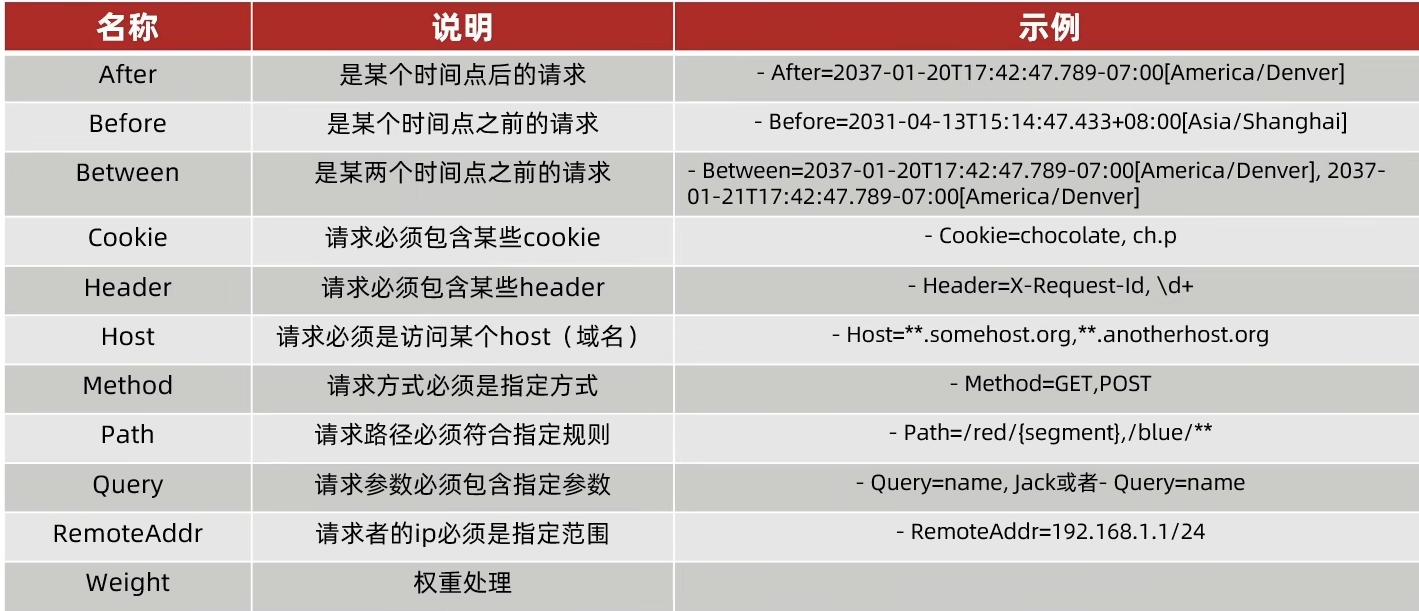 名称 说明 示例
After 是某个时间点后的请求 - After=2037-01-20T17:42:47.789-07:00[America/Denver]
Before 是某个时间点之前的请求 - Before=2031-04-13T15:14:47.433+08:00[Asia/Shanghai]
Between 是某两个时间点之前的请求 - Between=2037-01-20T17:42:47.789-07:00[America/Denver], 2037-
01-21T17:42:47.789-07:00[America/Denver]
Cookie 请求必须包含某些cookie - Cookie=chocolate, ch.p
Header 请求必须包含某些header - Header=X-Request-Id, \d+
Host 请求必须是访问某个host（域名） - Host=**.somehost.org,**.anotherhost.org
Method 请求方式必须是指定方式 - Method=GET,POST
Path 请求路径必须符合指定规则 - Path=/red/{segment},/blue/**
Query 请求参数必须包含指定参数 - Query=name, Jack或者- Query=name
RemoteAddr 请求者的ip必须是指定范围 - RemoteAddr=192.168.1.1/24
Weight 权重处理